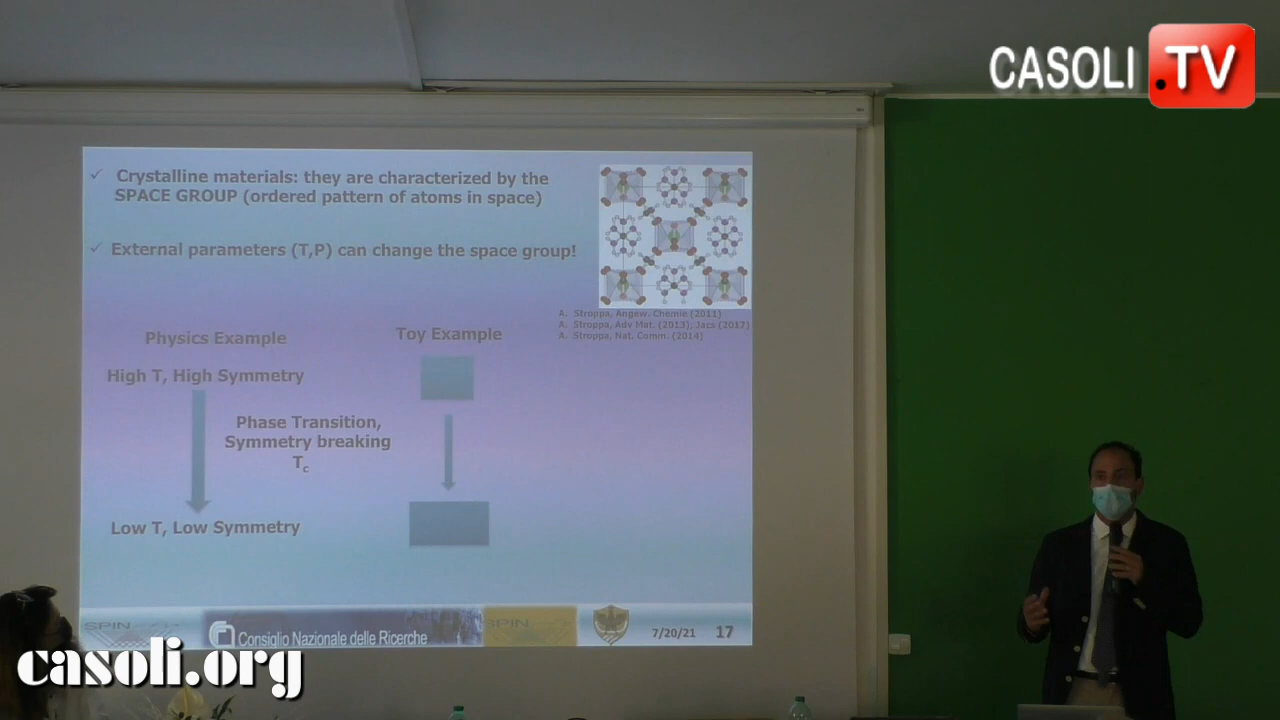 CASOLI .TV
✓ Crystalline materials: they are characterized by the
SPACE GROUP (ordered pattern of atoms in space)
✓ External parameters (T,P) can change the space group!
A. Stroppa, Angew. Chemie (2011)
A. Stroppa, Adv Mat. (2013); Jacs (2017)
A. Stroppa, Nat. Comm. (2014)
Physics Example
Toy Example
High T, High Symmetry
Phase Transition,
Symmetry breaking
Tc
Low T, Low Symmetry
SPIN
Consiglio Nazionale delle Ricerche
SPIN
7/20/21
17
casoli.org